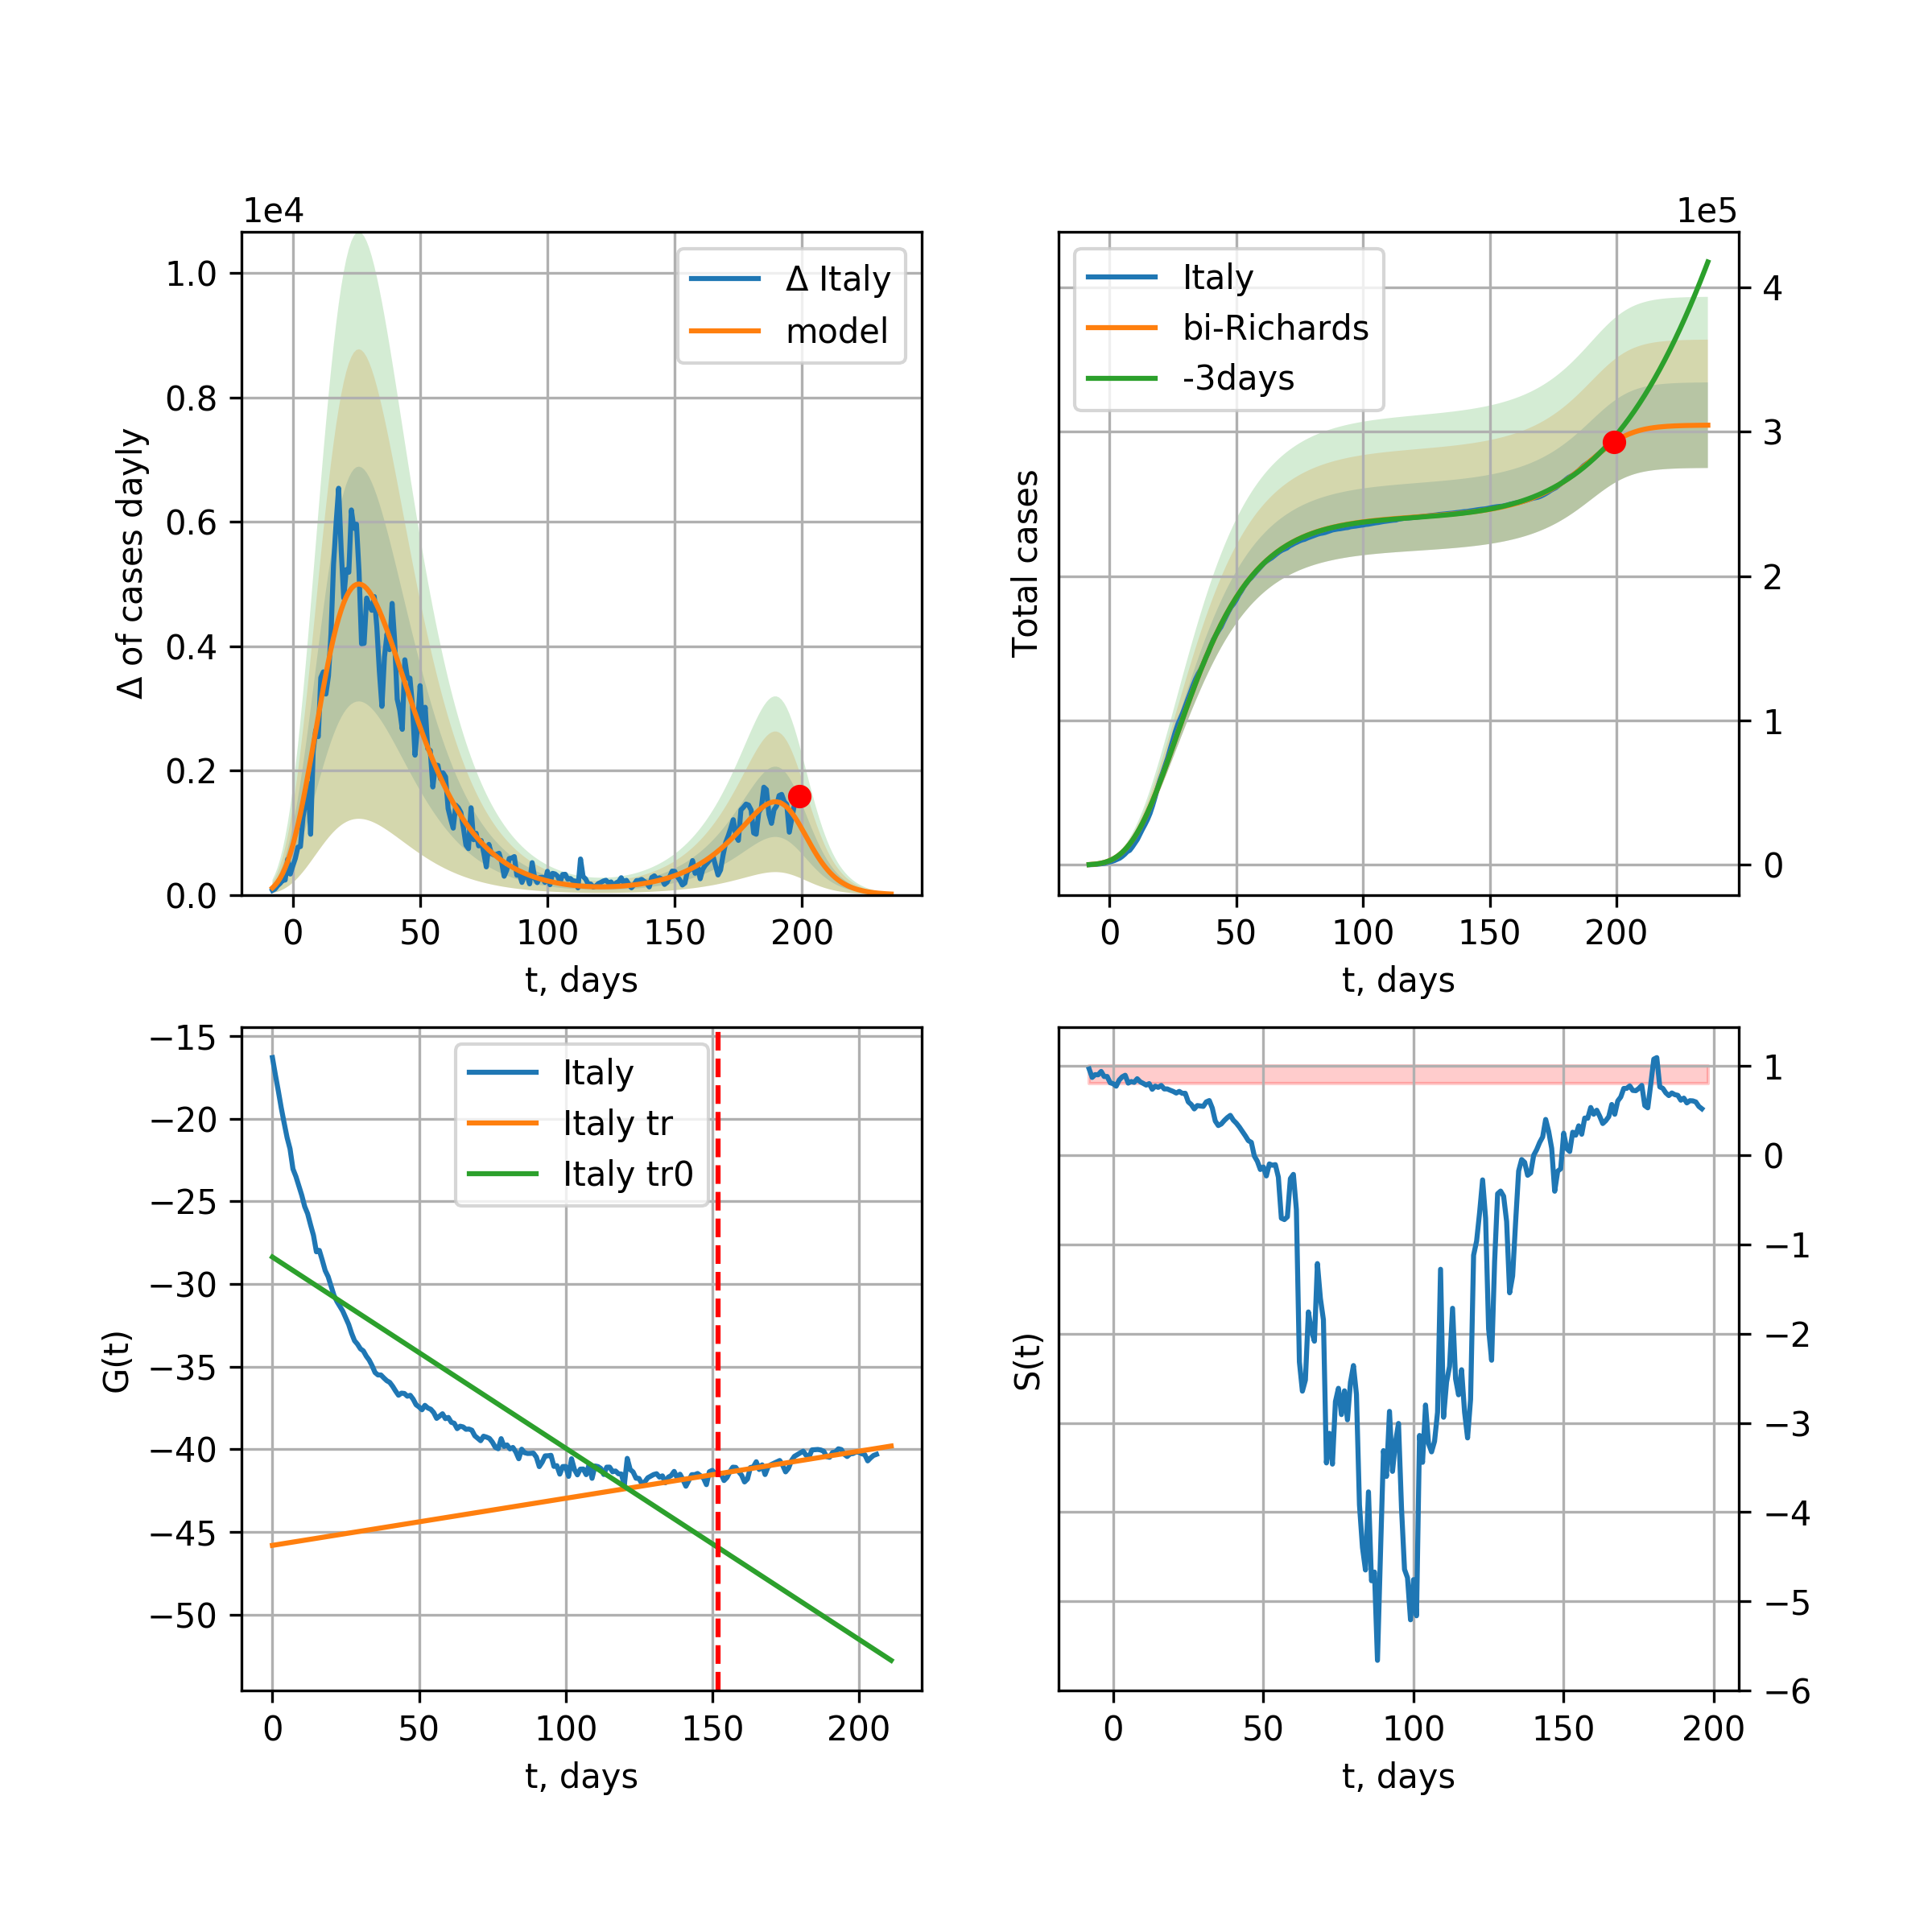 1e4
Δ of cases dayly
1.0
0.8
0.6
0.4
0.2
0.0
Δ Italy
model
0 50 100 150 200
t, days
1e5
Total cases
Italy
bi-Richards
-3days
4
3
2
1
0
0 50 100 150 200
t, days
G(t)
−15
−20
−25
−30
−35
−40
−45
−50
Italy
Italy tr
Italy tr0
0 50 100 150 200
t, days
S(t)
1
0
−1
−2
−3
−4
−5
−6
0 50 100 150 200
t, days